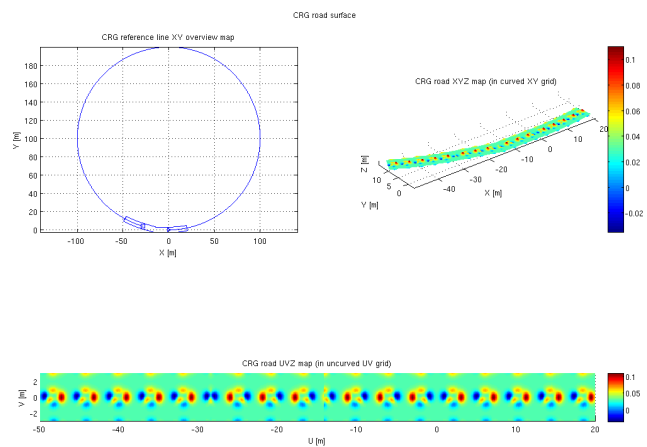 CRG road surface
CRG reference line XY overview map
180
160
140
120
100
80
60
40
20
0
Y [m]
-100 -50 0 50 100
X [m]
CRG road XYZ map (in curved XY grid)
Z [m]
10
5
0
Y [m]
-40 -30 -20 -10 0 10 20
X [m]
0.1
0.08
0.06
0.04
0.02
0
-0.02
CRG road UVZ map (in uncurved UV grid)
2
0
-2
V [m]
-50 -40 -30 -20 -10 0 10 20
U [m]
0.1
0.05
0